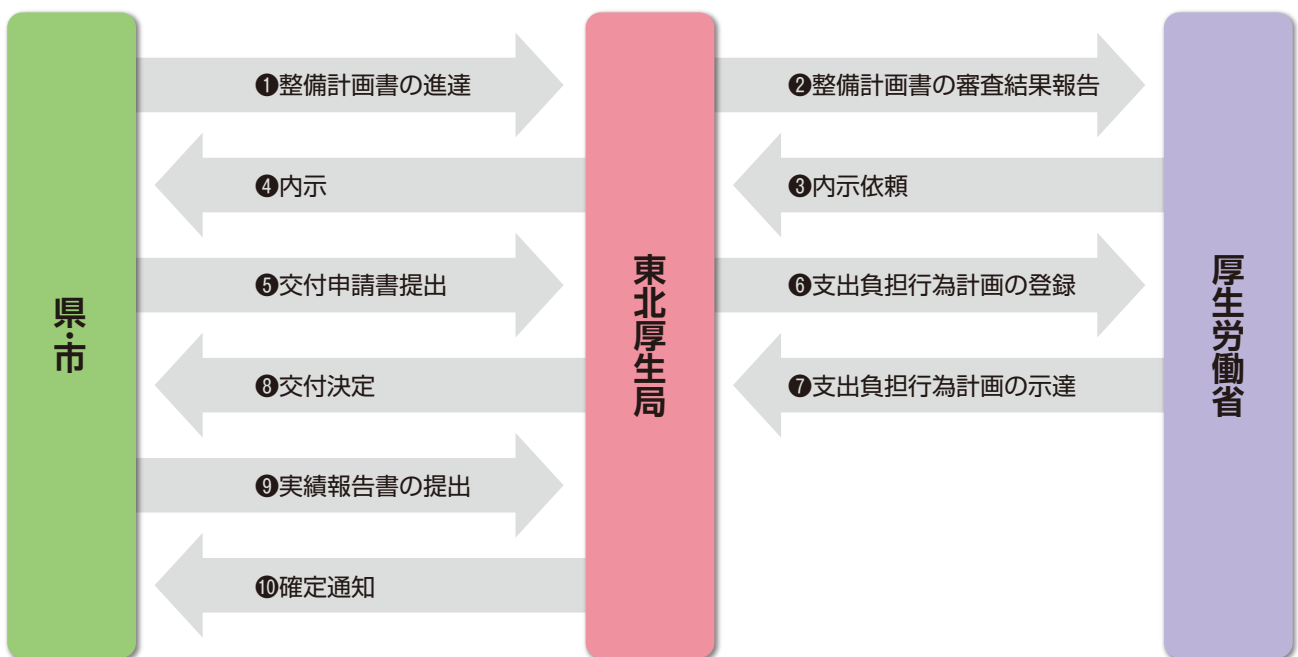 県・市
東北厚生局
厚生労働省
❶整備計画書の進達
❷整備計画書の審査結果報告
❹内示
❸内示依頼
❺交付申請書提出
❻支出負担行為計画の登録
❽交付決定
❼支出負担行為計画の示達
❾実績報告書の提出
❿確定通知